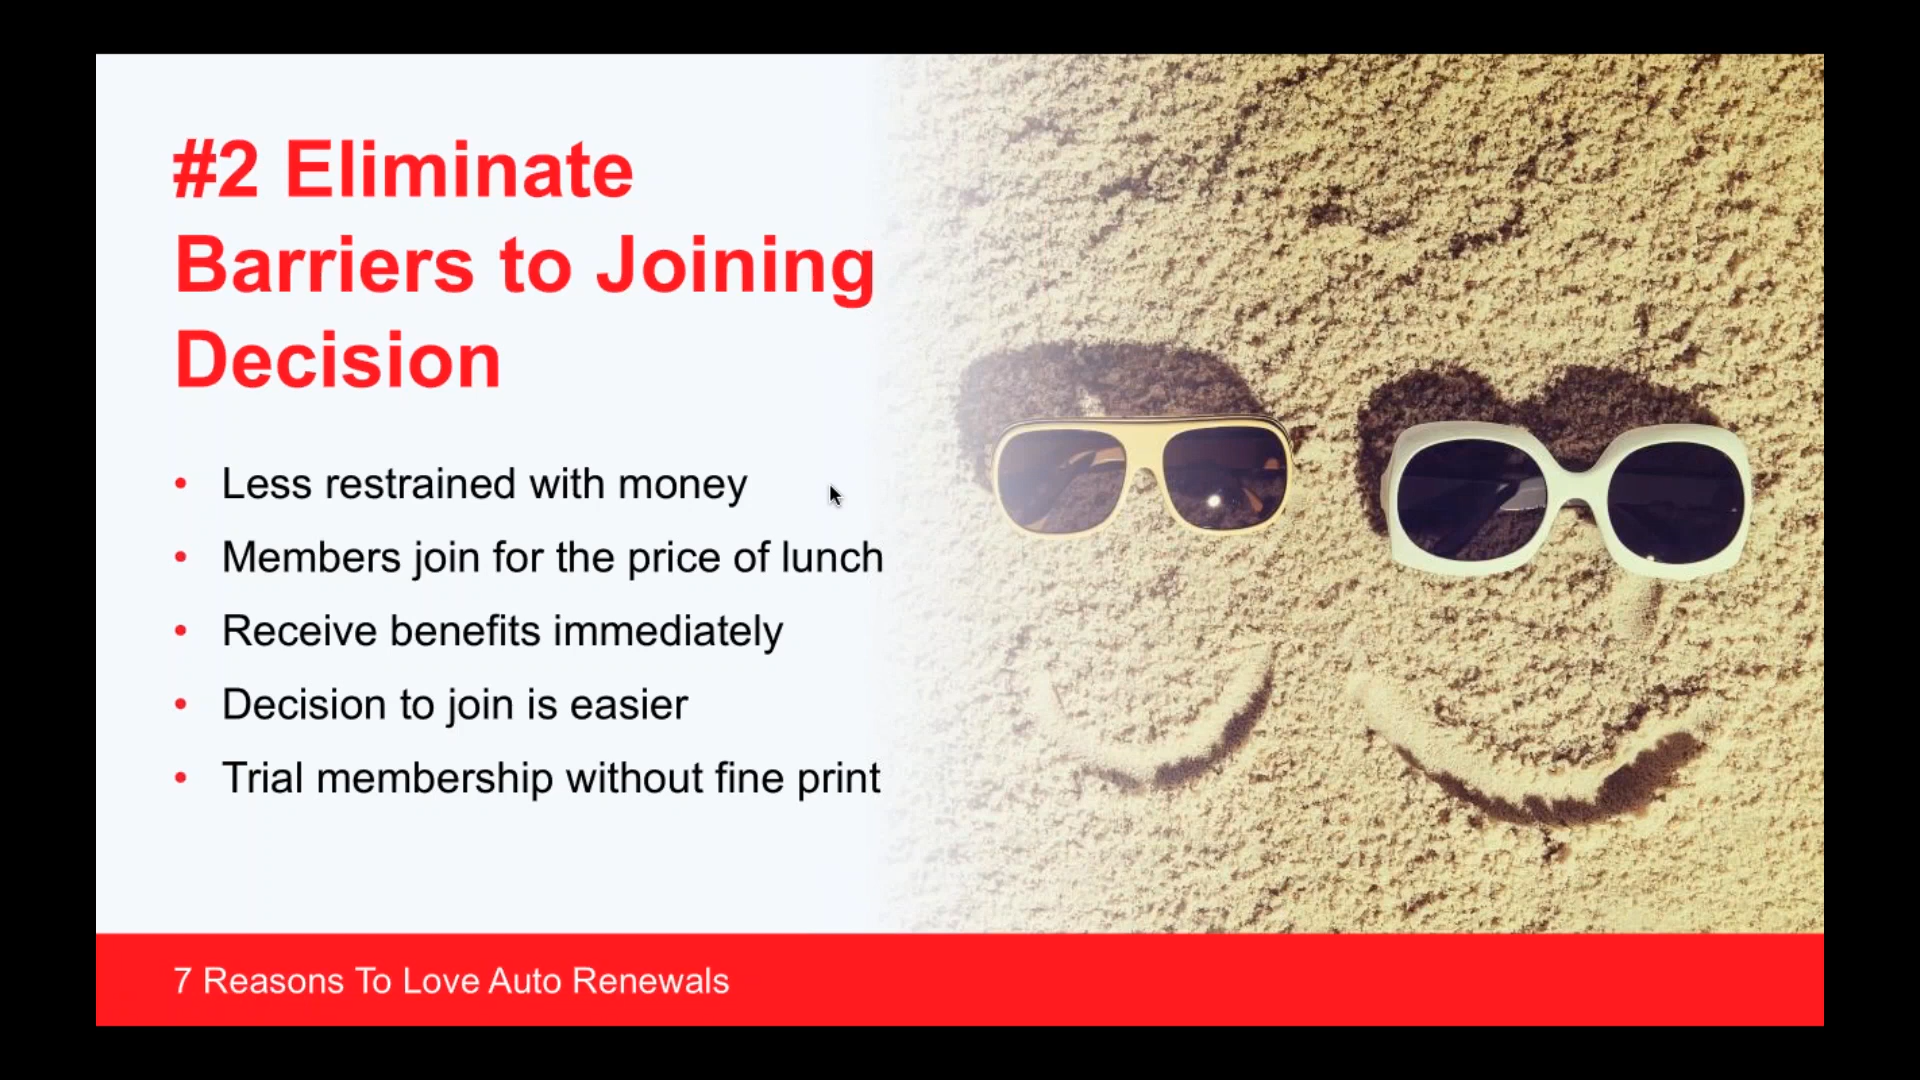 #2 Eliminate
Barriers to Joining
Decision
• Less restrained with money
• Members join for the price of lunch
• Receive benefits immediately
• Decision to join is easier
• Trial membership without fine print
7 Reasons To Love Auto Renewals